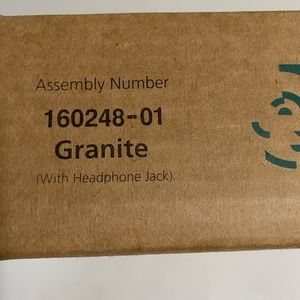 Assembly Number
160248-01
Granite
(With Headphone Jack)